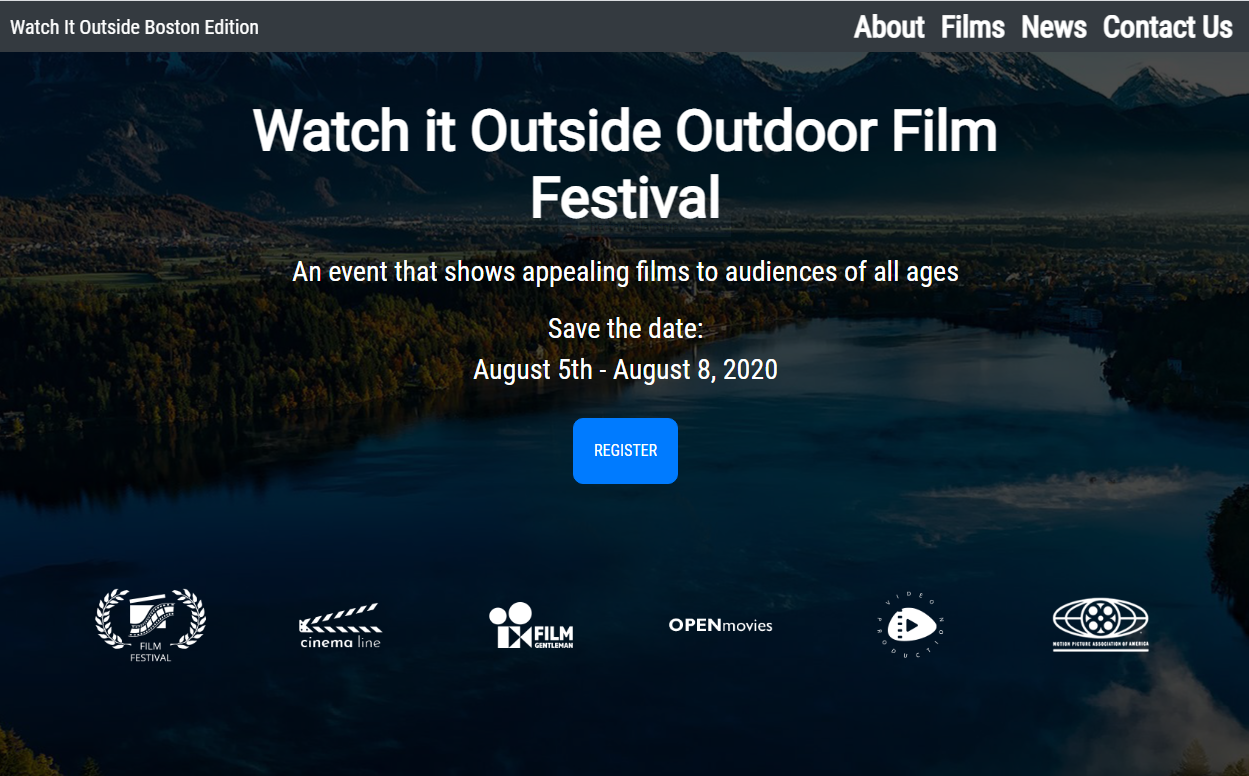 Watch It Outside Boston Edition
About Films News Contact Us
Watch it Outside Outdoor Film
Festival
An event that shows appealing films to audiences of all ages
Save the date:
August 5th - August 8, 2020
REGISTER
FILM
FESTIVAL
cinema line
FILM
GENTLEMAN
OPENmovies
VIDEO
PRODUCTION
MOTION PICTURE ASSOCIATION OF AMERICA